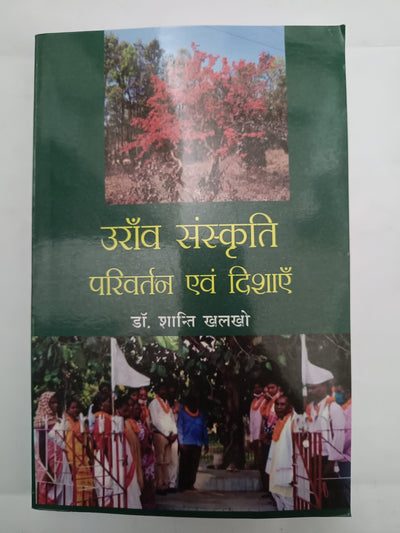 उराँव संस्कृति
परिवर्तन एवं दिशाएँ
डॉ. शान्ति खलखो